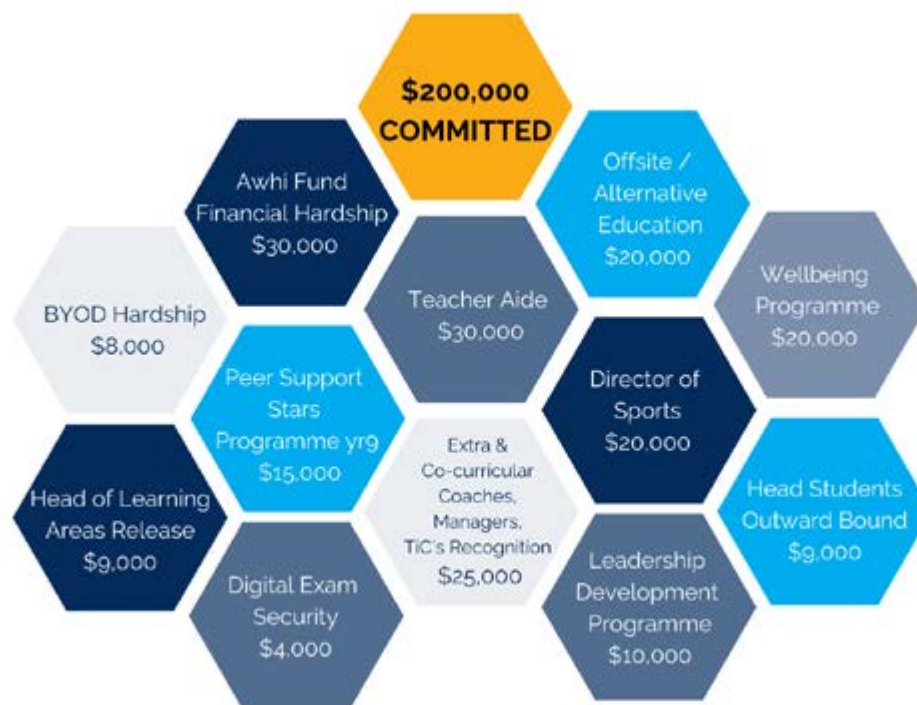 $200,000
COMMITTED
Awhi Fund
Financial Hardship
$30,000
Offsite /
Alternative
Education
$20,000
BYOD Hardship
$8,000
Teacher Aide
$30,000
Wellbeing
Programme
$20,000
Peer Support
Stars
Programme yr9
$15,000
Director of
Sports
$20,000
Head of Learning
Areas Release
$9,000
Extra &
Co-curricular
Coaches,
Managers,
TiC's Recognition
$25,000
Head Students
Outward Bound
$9,000
Digital Exam
Security
$4,000
Leadership
Development
Programme
$10,000